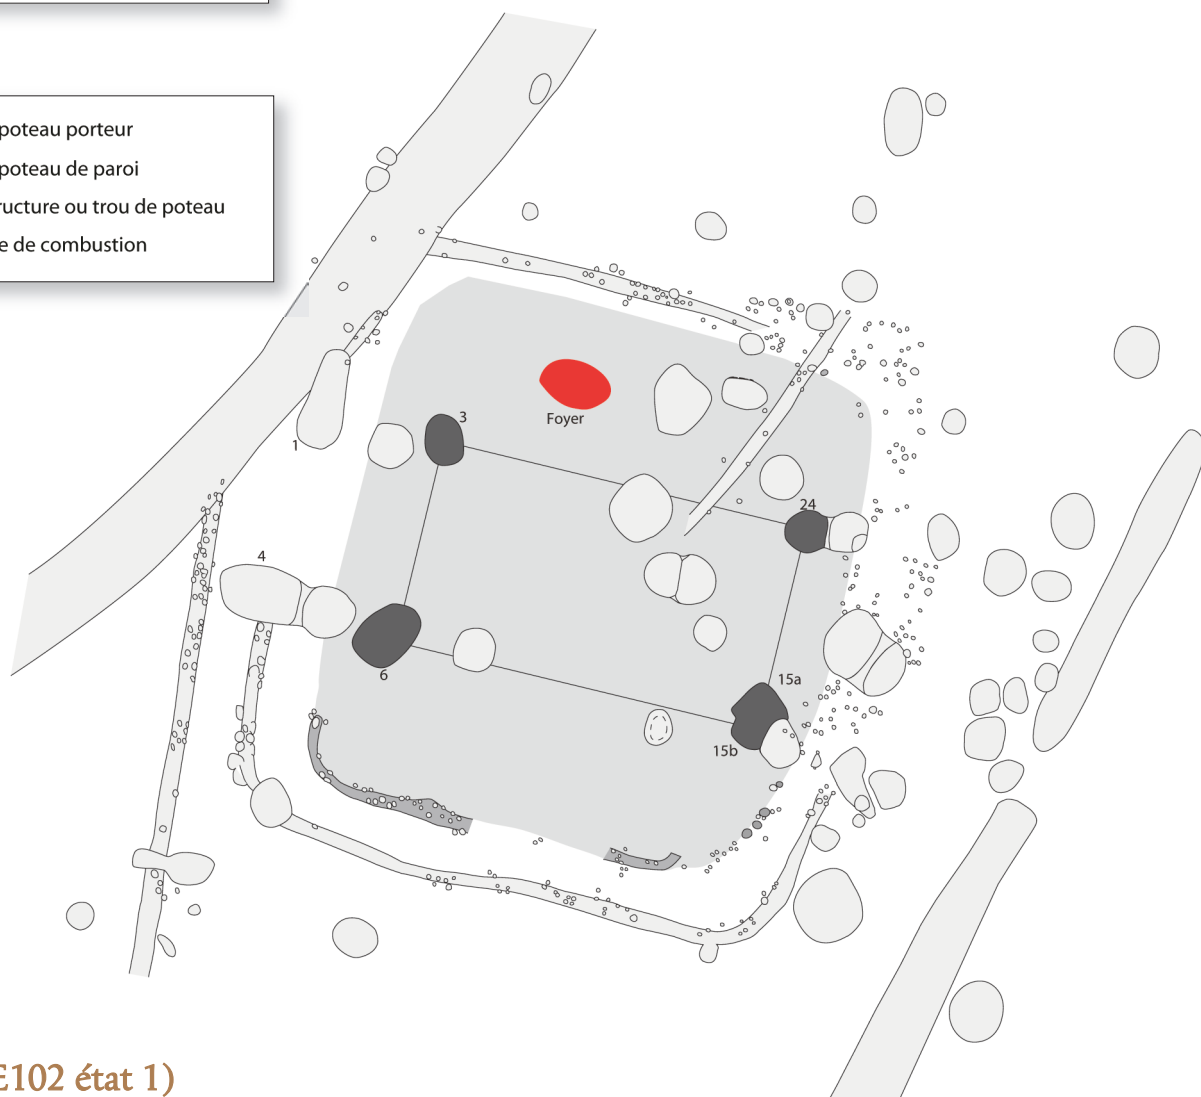 poteau porteur
poteau de paroi
ructure ou trou de poteau
e de combustion
3
Foyer
1
24
4
6
15a
15b
E102 état 1)